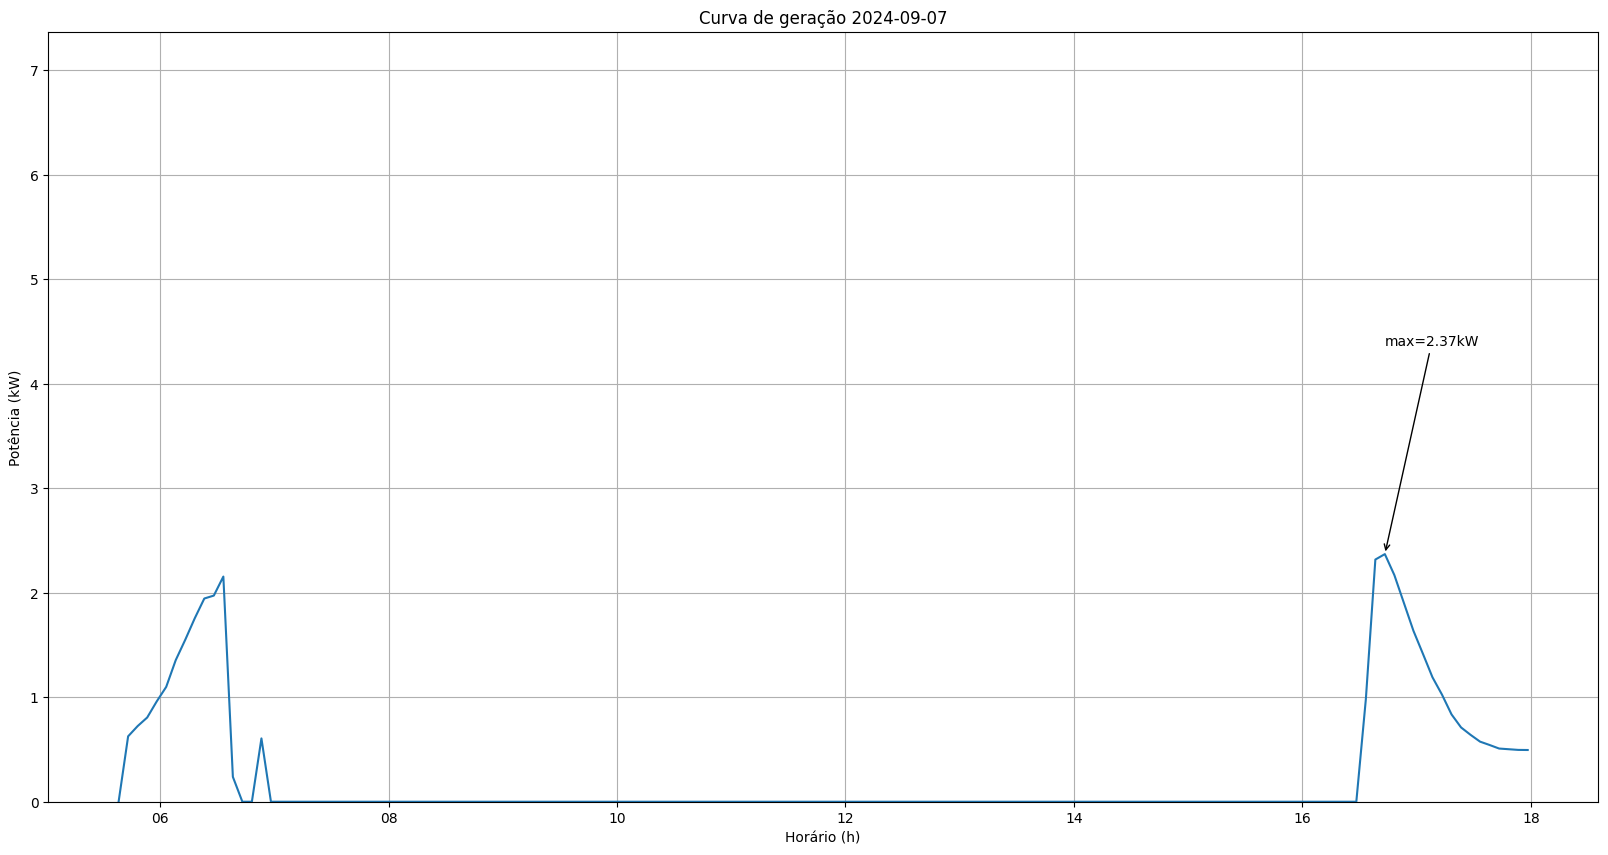 Curva de geração 2024-09-07
7
6
5
4
3
2
1
0
Potência (kW)
max=2.37kW
06 08 10 12 14 16 18
Horário (h)